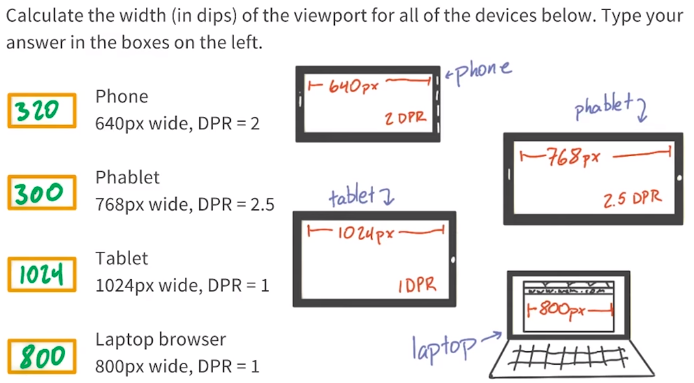 Calculate the width (in dips) of the viewport for all of the devices below. Type your
answer in the boxes on the left.
320
Phone
640px wide, DPR = 2
640px
2 DPR
←phone
300
Phablet
768px wide, DPR = 2.5
phablet
768px
2.5 DPR
1024
Tablet
1024px wide, DPR = 1
tablet
1024px
1DPR
800
Laptop browser
800px wide, DPR = 1
laptop→
800px